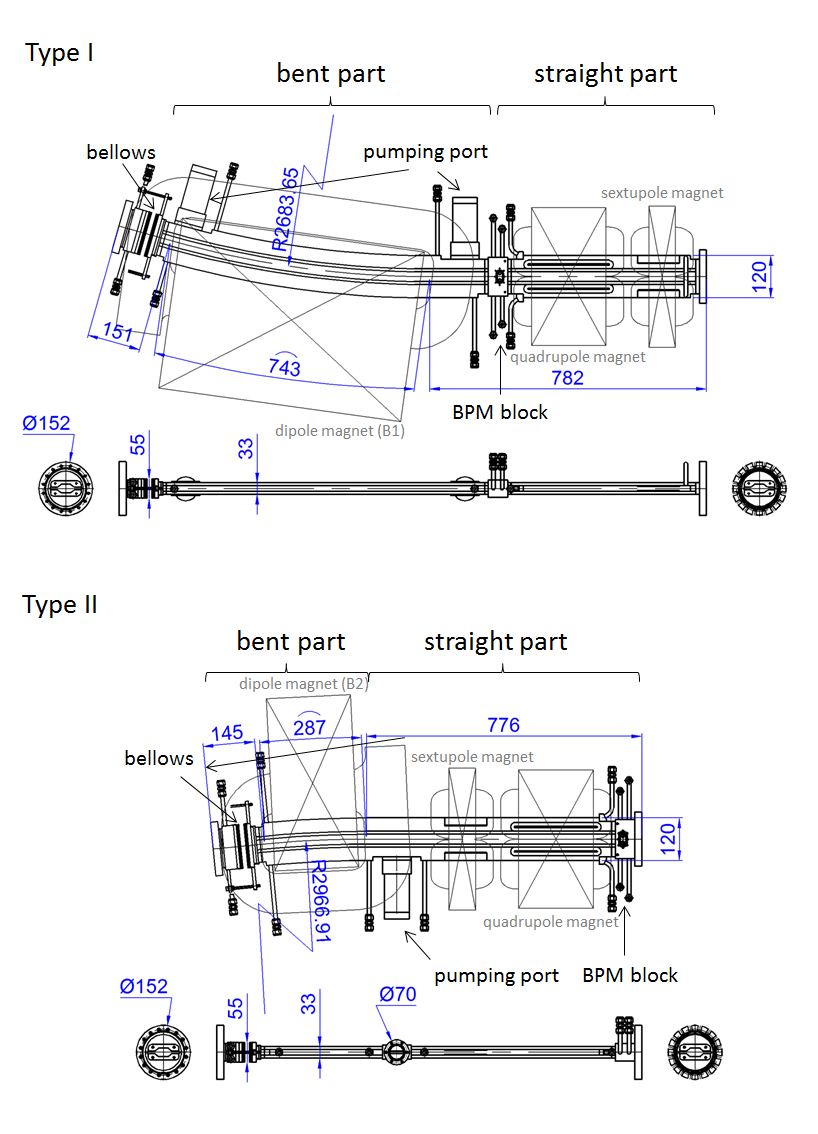 Type I
bent part
straight part
bellows
pumping port
sextupole magnet
R2683.65
120
151
743
quadrupole magnet
782
BPM block
dipole magnet (B1)
Ø152
55
33
Type II
bent part
straight part
dipole magnet (B2)
145
287
776
bellows
sextupole magnet
120
R2966.91
quadrupole magnet
pumping port
BPM block
Ø152
55
33
Ø70